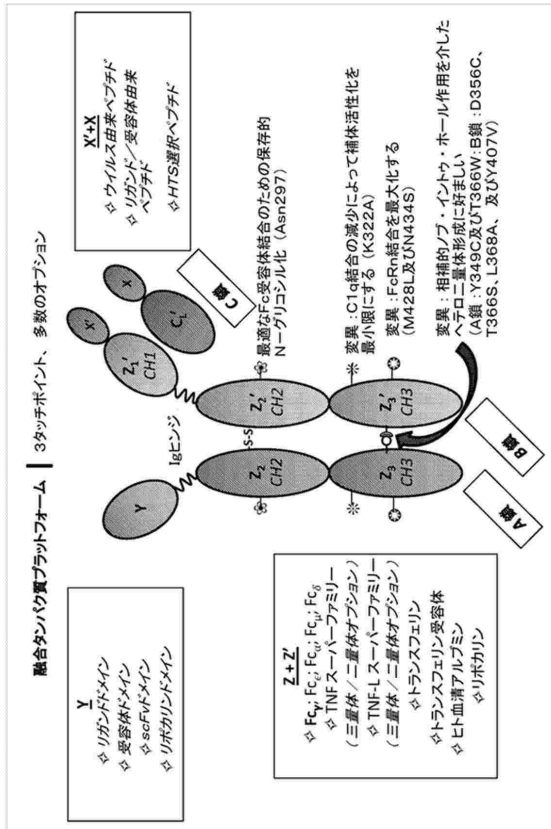 融合タンパク質プラットフォーム | 3タッチポイント、多数のオプション
Y
✧ リガンドドメイン
✧ 受容体ドメイン
✧ scFvドメイン
✧ リポカリンドメイン
X'+X
✧ ウイルス由来ペプチド
✧ リガンド/受容体由来
ペプチド
✧ HTS選択ペプチド
Y
Igヒンジ
X'
X
Z₁'
CH1
C_L'
C鎖
Z₂
CH2
S-S
Z₂'
CH2
Z₃
CH3
Z₃'
CH3
A鎖
B鎖
最適なFc受容体結合のための保存的
N-グリコシル化(Asn297)
変異:C1q結合の減少によって補体活性化を
最小限にする(K322A)
変異:FcRn結合を最大化する
(M428L及びN434S)
変異:相補的ノブ・イントゥ・ホール作用を介した
ヘテロ二量体形成に好ましい
(A鎖:Y349C及びT366W:B鎖:D356C、
T366S、L368A、及びY407V)
Z + Z'
✧ Fcγ; Fcε; Fcα; Fcμ; Fcδ
✧ TNFスーパーファミリー
(三量体/二量体オプション)
✧ TNF-Lスーパーファミリー
(三量体/二量体オプション)
✧トランスフェリン
✧トランスフェリン受容体
✧ ヒト血清アルブミン
✧リポカリン